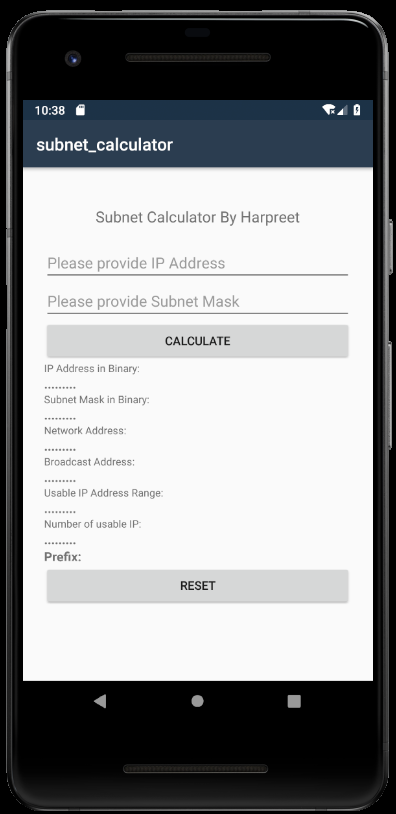 10:38
subnet_calculator
Subnet Calculator By Harpreet
Please provide IP Address
Please provide Subnet Mask
CALCULATE
IP Address in Binary:
.........
Subnet Mask in Binary:
.........
Network Address:
.........
Broadcast Address:
.........
Usable IP Address Range:
.........
Number of usable IP:
.........
Prefix:
RESET